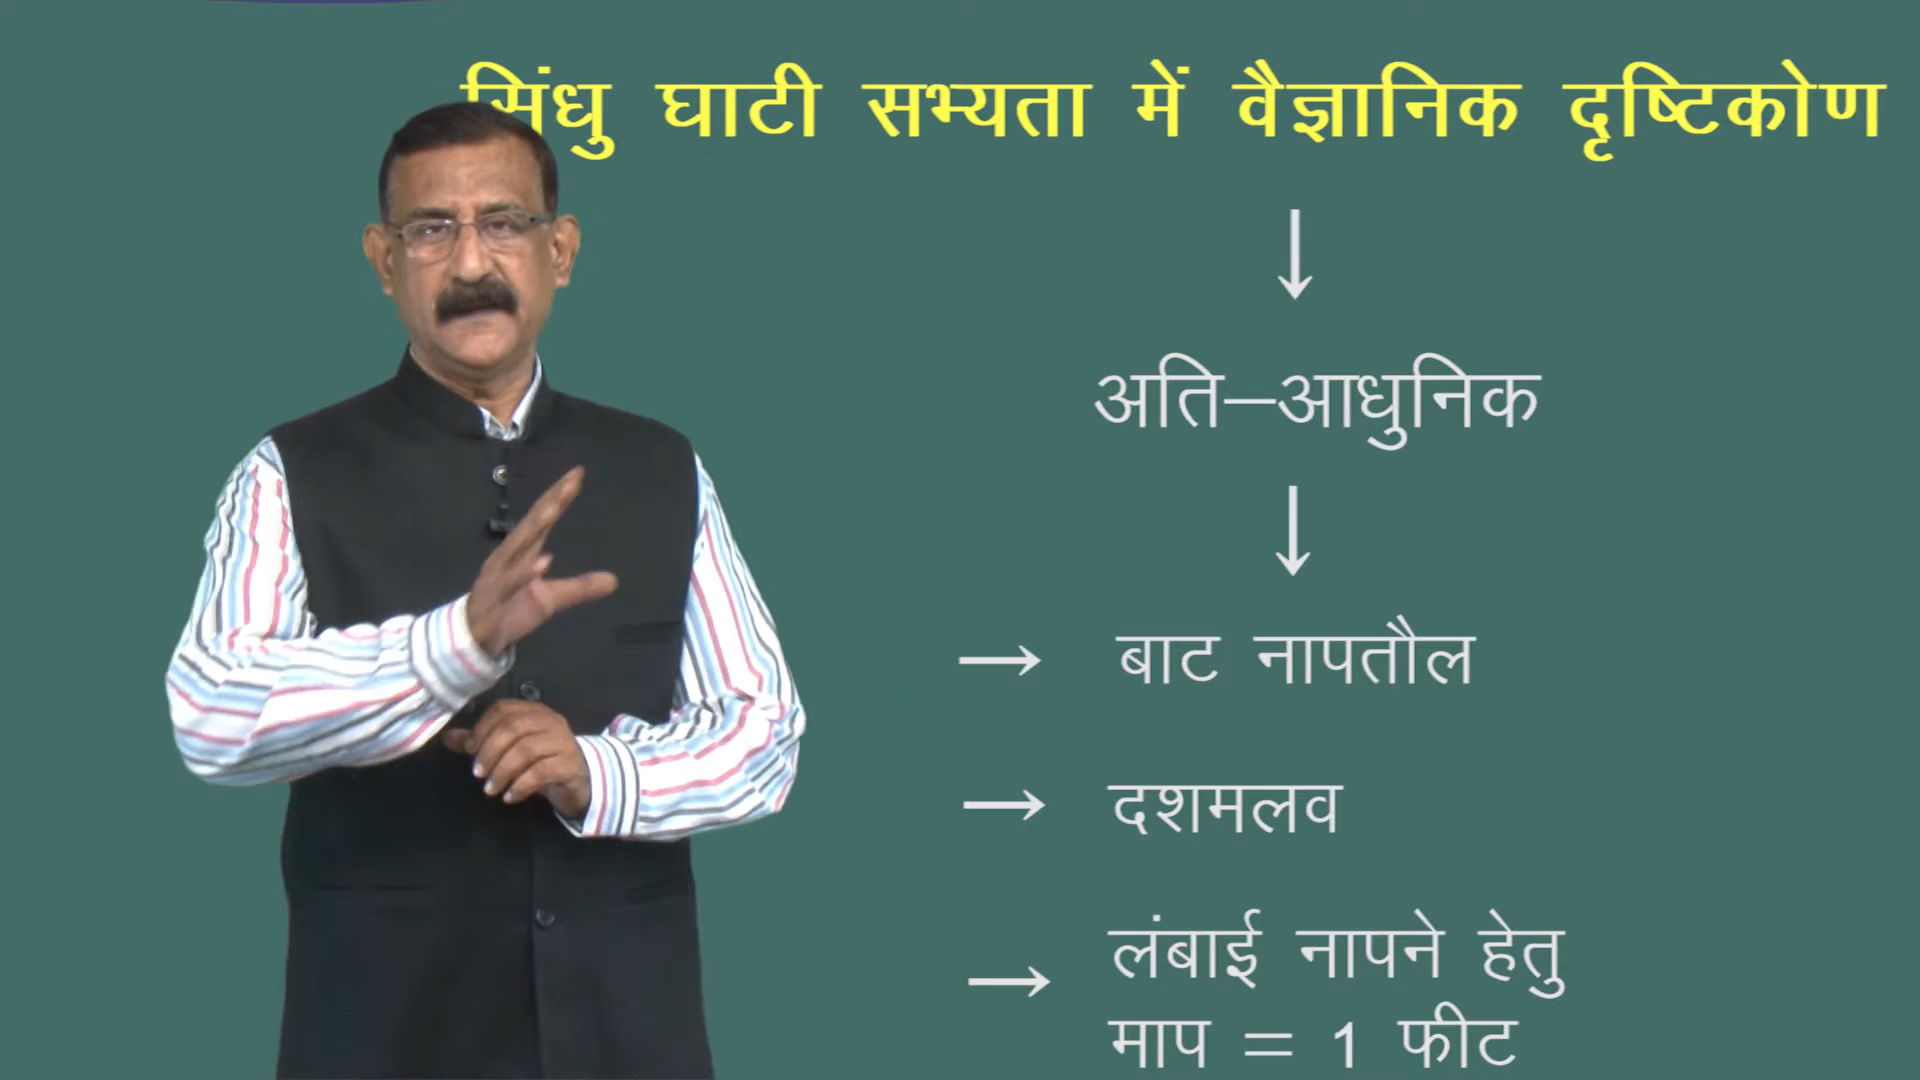 सिंधु घाटी सभ्यता में वैज्ञानिक दृष्टिकोण
↓
अति–आधुनिक
↓
→ बाट नापतौल
→ दशमलव
→ लंबाई नापने हेतु
माप = 1 फीट